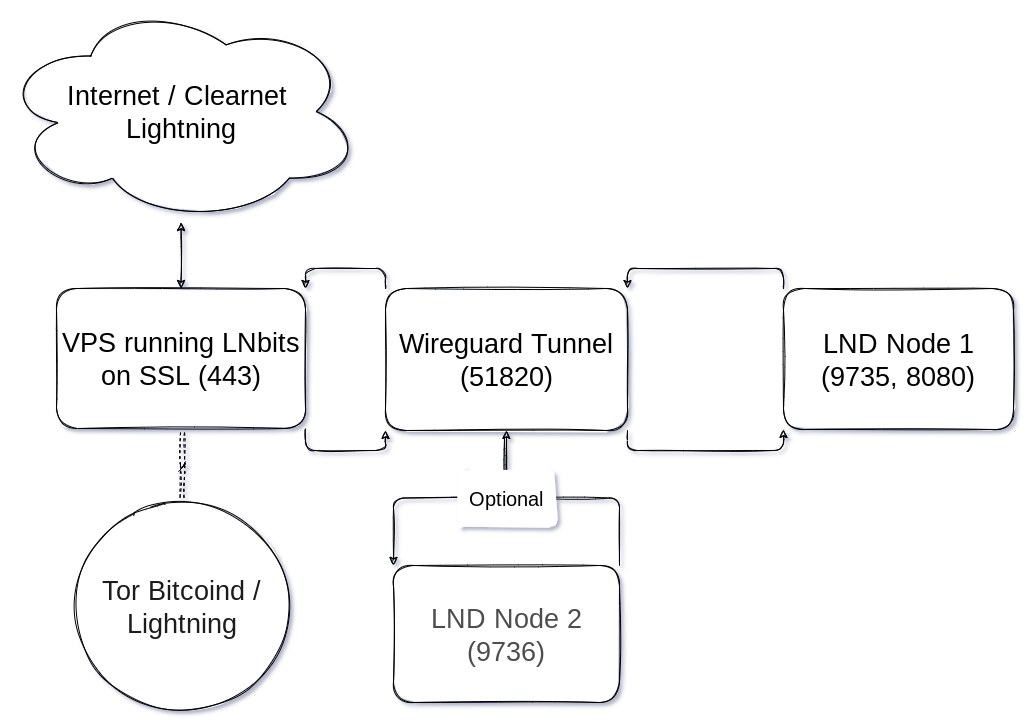 Internet / Clearnet
Lightning
VPS running LNbits
on SSL (443)
Wireguard Tunnel
(51820)
LND Node 1
(9735, 8080)
Optional
Tor Bitcoind /
Lightning
LND Node 2
(9736)